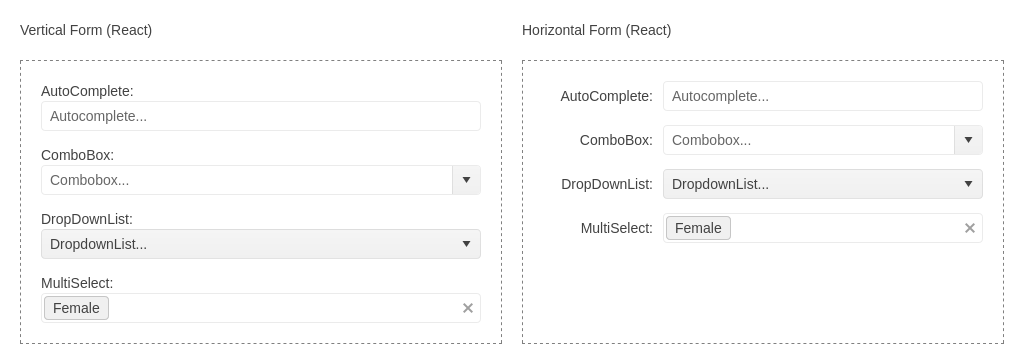 Vertical Form (React)
AutoComplete:
Autocomplete...
ComboBox:
Combobox...
DropDownList:
DropdownList...
MultiSelect:
Female
Horizontal Form (React)
AutoComplete: Autocomplete...
ComboBox: Combobox...
DropDownList: DropdownList...
MultiSelect: Female